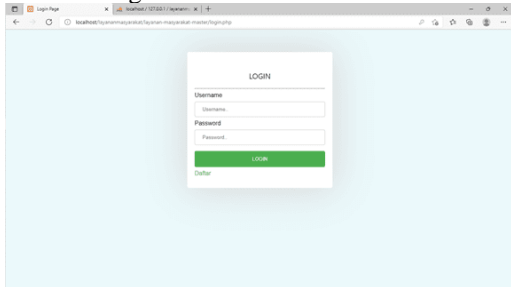 Login Page
localhost / 127.0.0.1 / layanan
localhost/layananmasyarakat/layanan-masyarakat-master/login.php
LOGIN
Username
Username.
Password
Password.
LOGIN
Daftar